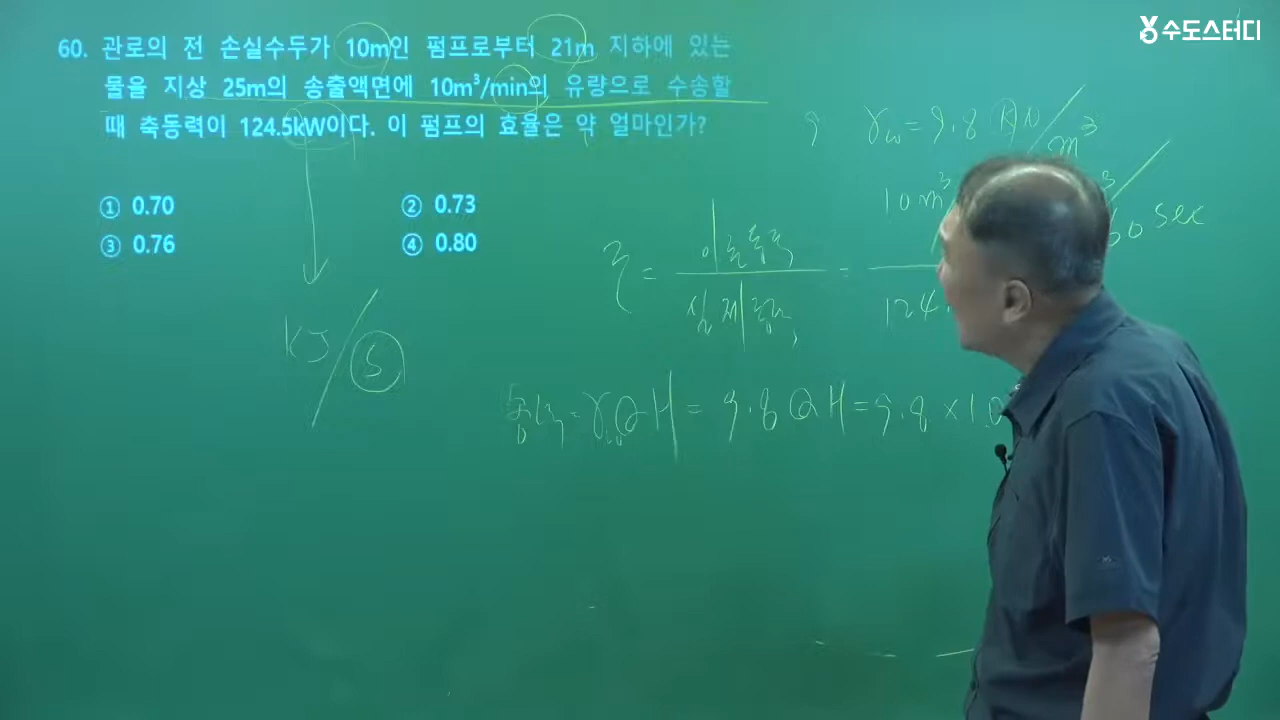 수도스터디
60. 관로의 전 손실수두가 10m인 펌프로부터 21m 지하에 있는
물을 지상 25m의 송출액면에 10m³/min의 유량으로 수송할
때 축동력이 124.5kW이다. 이 펌프의 효율은 약 얼마인가?
① 0.70 ② 0.73
③ 0.76 ④ 0.80
γw = 9.8 kN/m³
10m³
60 sec
η = 이론동력 / 실제동력 =
124.
kJ/s
동력 = γwQH = 9.8QH = 9.8 × 1.0